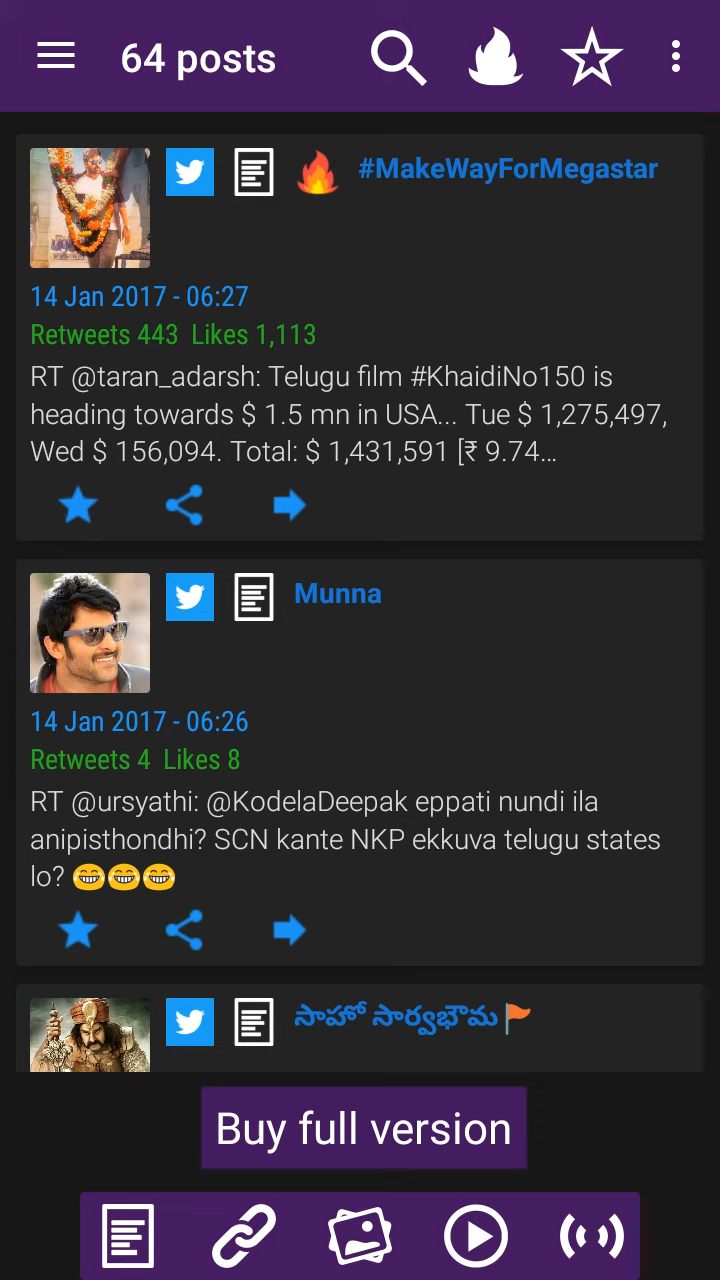 64 posts
#MakeWayForMegastar
14 Jan 2017 - 06:27
Retweets 443 Likes 1,113
RT @taran_adarsh: Telugu film #KhaidiNo150 is
heading towards $ 1.5 mn in USA... Tue $ 1,275,497,
Wed $ 156,094. Total: $ 1,431,591 [₹ 9.74…
Munna
14 Jan 2017 - 06:26
Retweets 4 Likes 8
RT @ursyathi: @KodelaDeepak eppati nundi ila
anipisthondhi? SCN kante NKP ekkuva telugu states
lo? 😂😂😂
సాహో సార్వభౌమ🚩
Buy full version